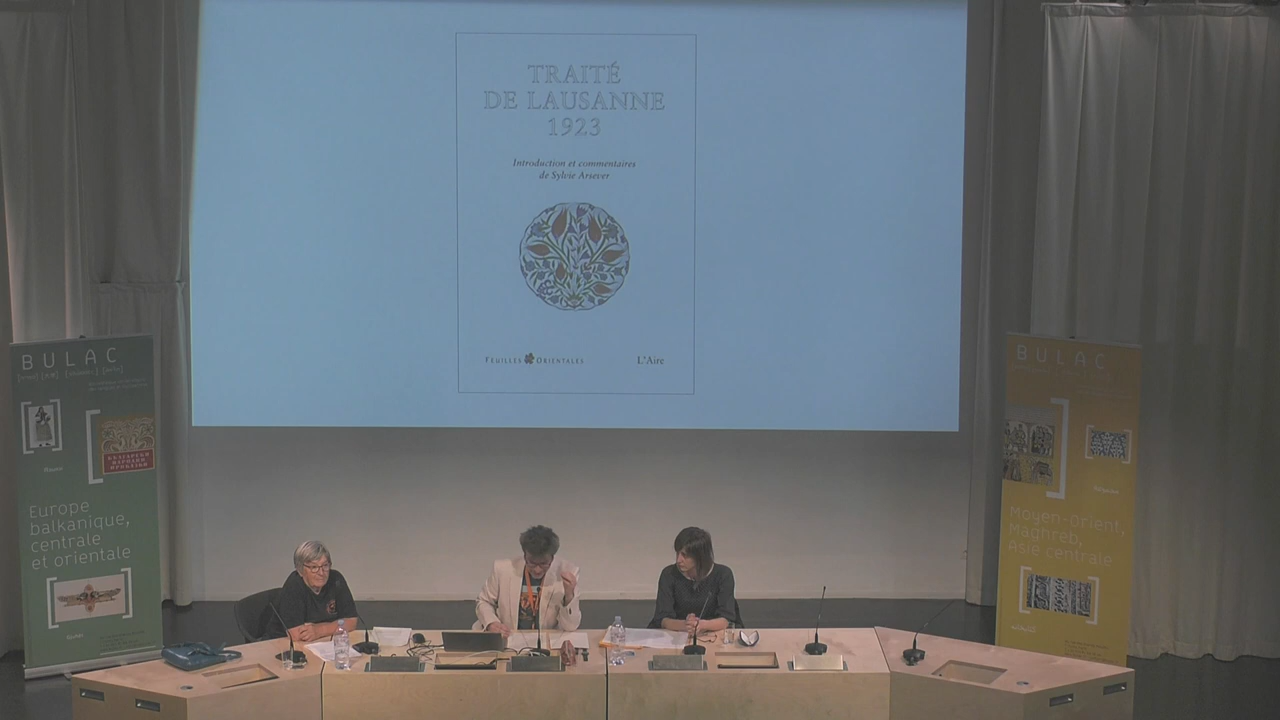 TRAITÉ
DE LAUSANNE
1923
Introduction et commentaires
de Sylvie Arsever
FEUILLES ORIENTALES
L'Aire
BULAC
Europe
balkanique,
centrale
et orientale
BULAC
Moyen-Orient,
Maghreb,
Asie centrale